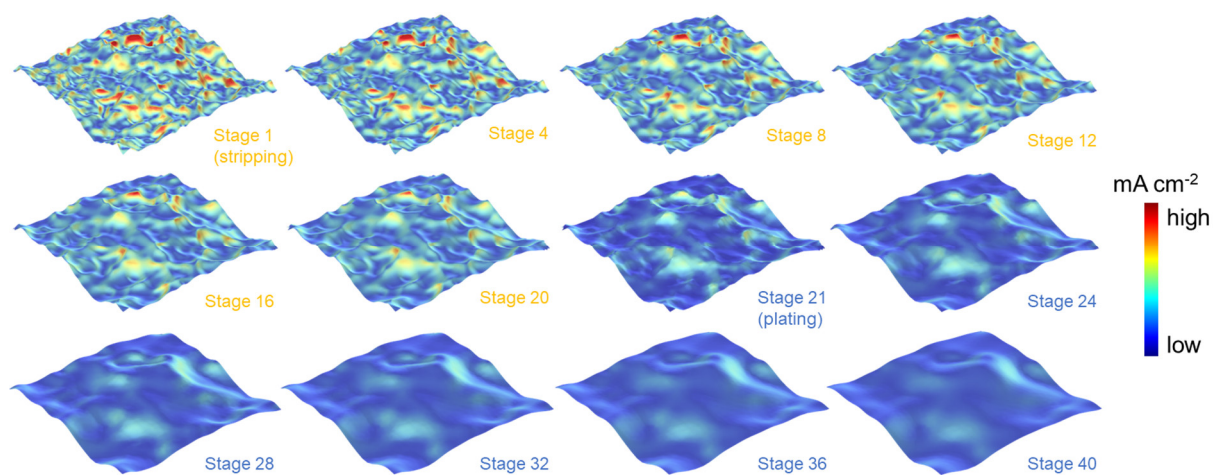 Stage 1
(stripping)
Stage 4
Stage 8
Stage 12
mA cm⁻²
high
low
Stage 16
Stage 20
Stage 21
(plating)
Stage 24
Stage 28
Stage 32
Stage 36
Stage 40